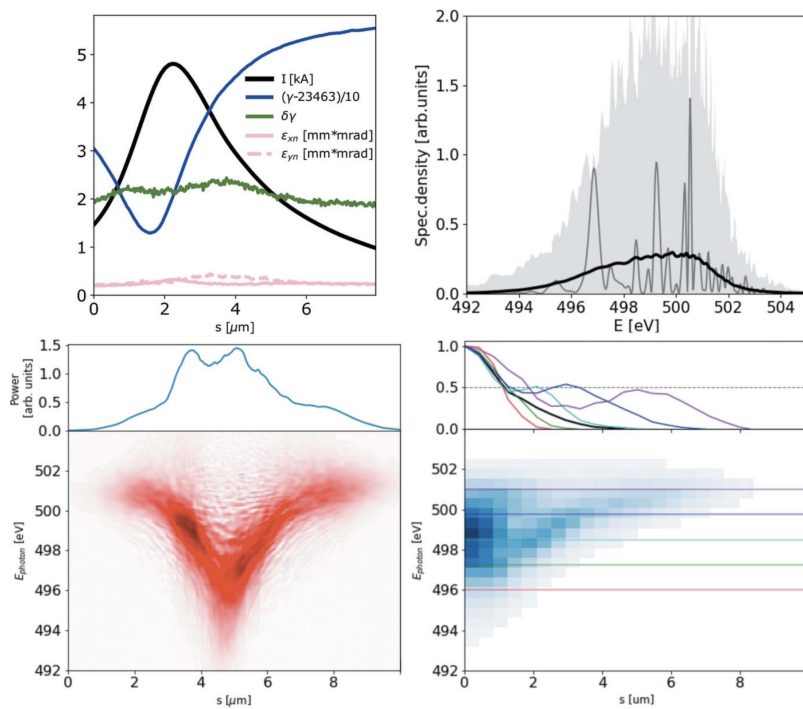 5
4
3
2
1
0
I [kA]
(γ-23463)/10
δγ
ε_xn [mm*mrad]
ε_yn [mm*mrad]
0 2 4 6
s [μm]
2.0
1.5
1.0
0.5
0.0
Spec.density [arb.units]
492 494 496 498 500 502 504
E [eV]
1.5
1.0
0.5
0.0
Power
[arb. units]
502
500
498
496
494
492
E_photon [eV]
0 2 4 6 8
s [μm]
1.0
0.5
0.0
502
500
498
496
494
492
E_photon [eV]
0 2 4 6 8
s [um]